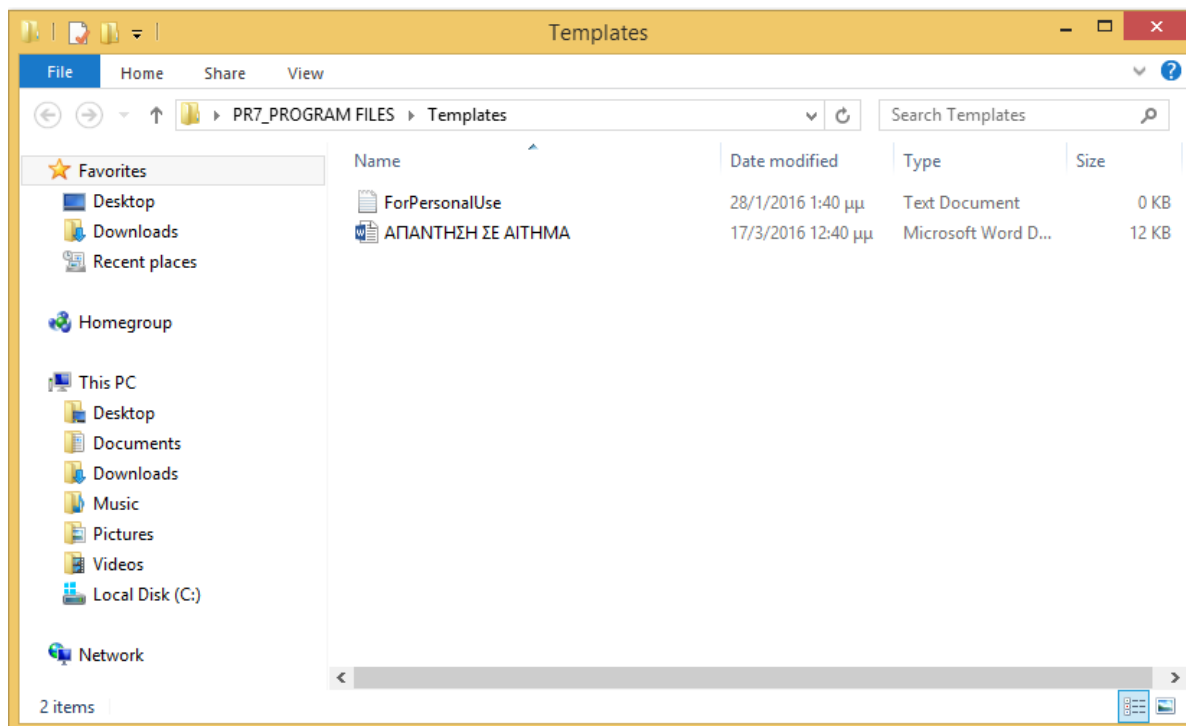 Templates
File Home Share View
PR7_PROGRAM FILES Templates Search Templates
Name Date modified Type Size
Favorites
Desktop
Downloads
Recent places
Homegroup
This PC
Desktop
Documents
Downloads
Music
Pictures
Videos
Local Disk (C:)
Network
ForPersonalUse 28/1/2016 1:40 μμ Text Document 0 KB
ΑΠΑΝΤΗΣΗ ΣΕ ΑΙΤΗΜΑ 17/3/2016 12:40 μμ Microsoft Word D... 12 KB
2 items